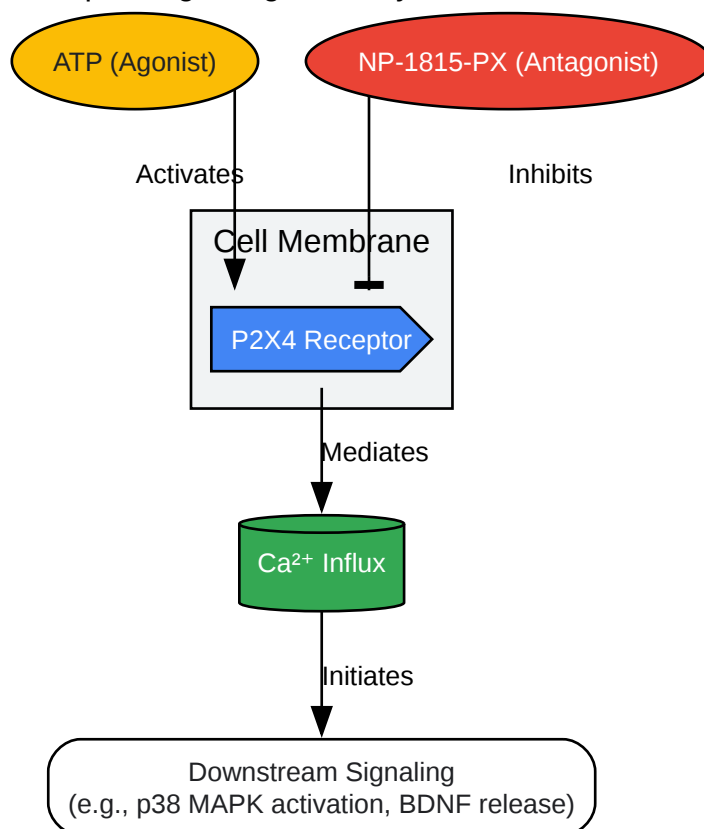 ATP (Agonist)
NP-1815-PX (Antagonist)
Activates
Inhibits
Cell Membrane
P2X4 Receptor
Mediates
Ca²⁺ Influx
Initiates
Downstream Signaling
(e.g., p38 MAPK activation, BDNF release)